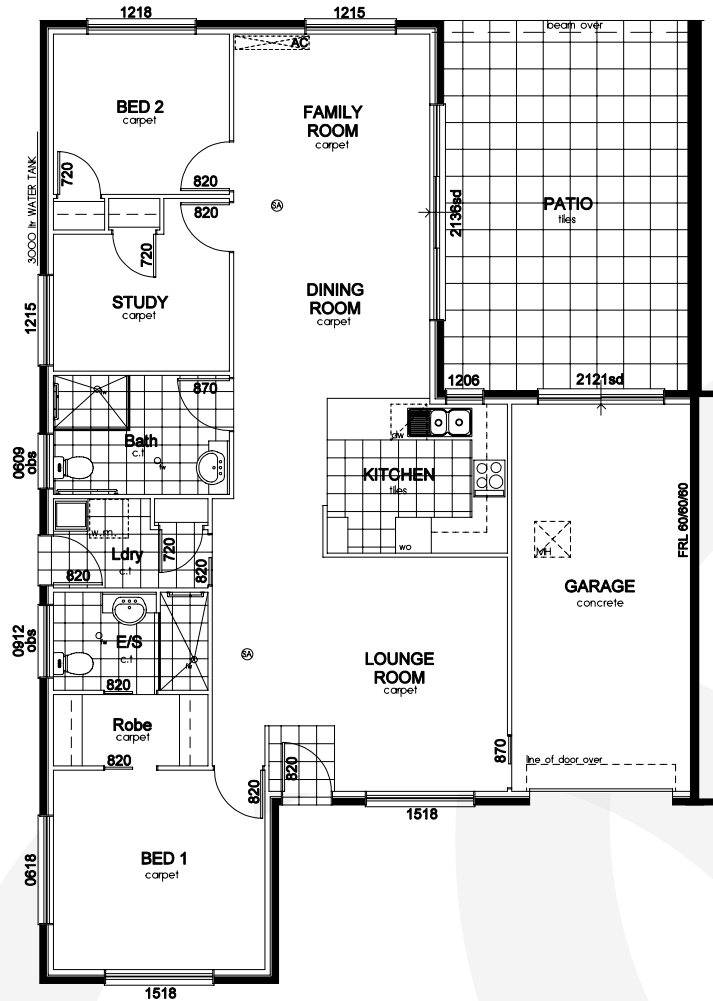 1218
1215
beam over
AC
BED 2
carpet
FAMILY
ROOM
carpet
720
820
3000 ltr WATER TANK
820
SA
PATIO
tiles
2136sd
720
STUDY
carpet
DINING
ROOM
carpet
1215
870
1206
2121sd
Bath
c.t
fw
dw
0609
obs
KITCHEN
tiles
wo
FRL 60/60/60
w.m.
Ldry
c.t
720
820
820
MH
GARAGE
concrete
0912
obs
E/S
c.t
fw
fw
820
SA
LOUNGE
ROOM
carpet
Robe
carpet
820
870
line of door over
820
820
1518
BED 1
carpet
0618
1518